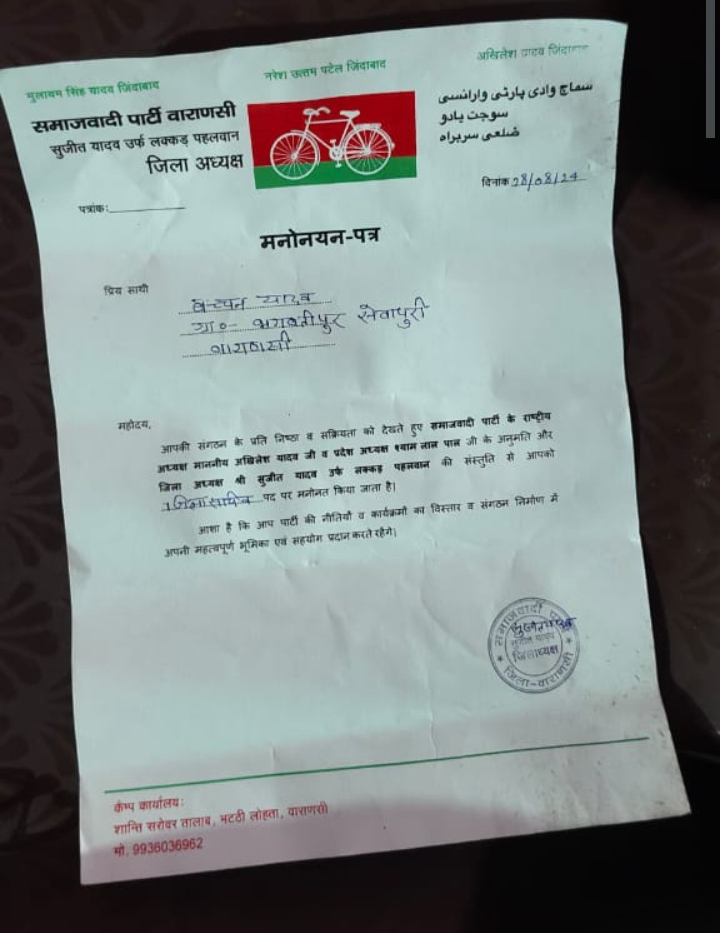 मुलायम सिंह यादव जिंदाबाद
नरेश उत्तम पटेल जिंदाबाद
अखिलेश यादव जिंदाबाद
समाजवादी पार्टी वाराणसी
सुजीत यादव उर्फ लक्कड़ पहलवान
जिला अध्यक्ष
سماج وادی پارٹی وارانسی
سوجت یادو
ضلعی سربراہ
पत्रांक:
दिनांक 28/08/24
मनोनयन-पत्र
प्रिय साथी
बच्चन यादव
ग्रा०- भगवतीपुर सेवापुरी
वाराणसी
महोदय,
आपकी संगठन के प्रति निष्ठा व सक्रियता को देखते हुए समाजवादी पार्टी के राष्ट्रीय
अध्यक्ष माननीय अखिलेश यादव जी व प्रदेश अध्यक्ष श्याम लाल पाल जी के अनुमति और
जिला अध्यक्ष श्री सुजीत यादव उर्फ लक्कड़ पहलवान की संस्तुति से आपको
जिला सचिव पद पर मनोनत किया जाता है।
आशा है कि आप पार्टी की नीतियों व कार्यक्रमों का विस्तार व संगठन निर्माण में
अपनी महत्वपूर्ण भूमिका एवं सहयोग प्रदान करते रहेंगे।
समाजवादी पार्टी
सुजीत यादव
जिलाध्यक्ष
जिला-वाराणसी
कैम्प कार्यालय:
शान्ति सरोवर तालाब, भटठी लोहता, वाराणसी
मो. 9936036962